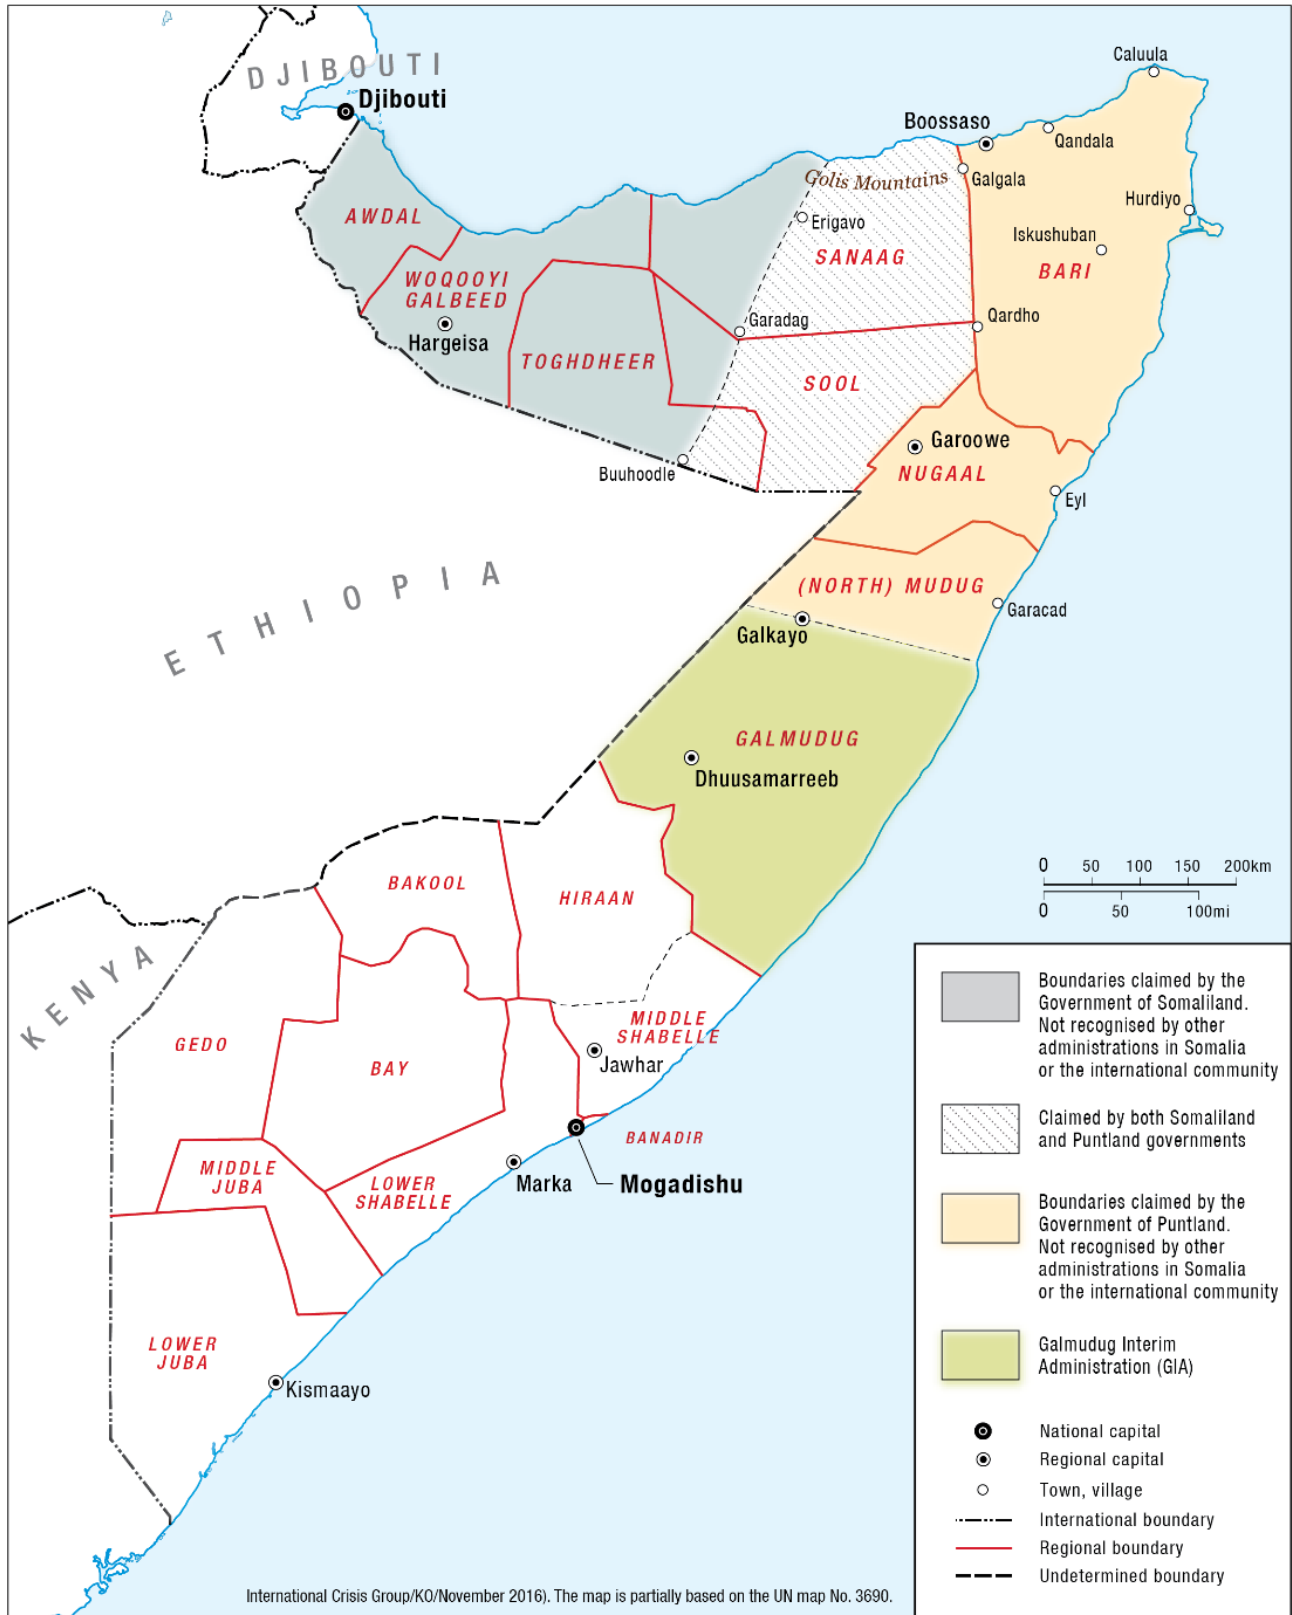 DJIBOUTI
Djibouti
Caluula
Boossaso
Qandala
Golis Mountains
Galgala
Hurdiyo
AWDAL
Erigavo
Iskushuban
SANAAG
BARI
WOQOOYI
GALBEED
Hargeisa
Garadag
Qardho
TOGHDHEER
SOOL
Garoowe
Buuhoodle
NUGAAL
Eyl
ETHIOPIA
(NORTH) MUDUG
Garacad
Galkayo
GALMUDUG
Dhuusamarreeb
0 50 100 150 200km
0 50 100mi
BAKOOL
HIRAAN
KENYA
GEDO
MIDDLE
SHABELLE
Jawhar
BAY
BANADIR
MIDDLE
JUBA
LOWER
SHABELLE
Marka
Mogadishu
LOWER
JUBA
Kismaayo
Boundaries claimed by the
Government of Somaliland.
Not recognised by other
administrations in Somalia
or the international community
Claimed by both Somaliland
and Puntland governments
Boundaries claimed by the
Government of Puntland.
Not recognised by other
administrations in Somalia
or the international community
Galmudug Interim
Administration (GIA)
National capital
Regional capital
Town, village
International boundary
Regional boundary
Undetermined boundary
International Crisis Group/KO/November 2016). The map is partially based on the UN map No. 3690.